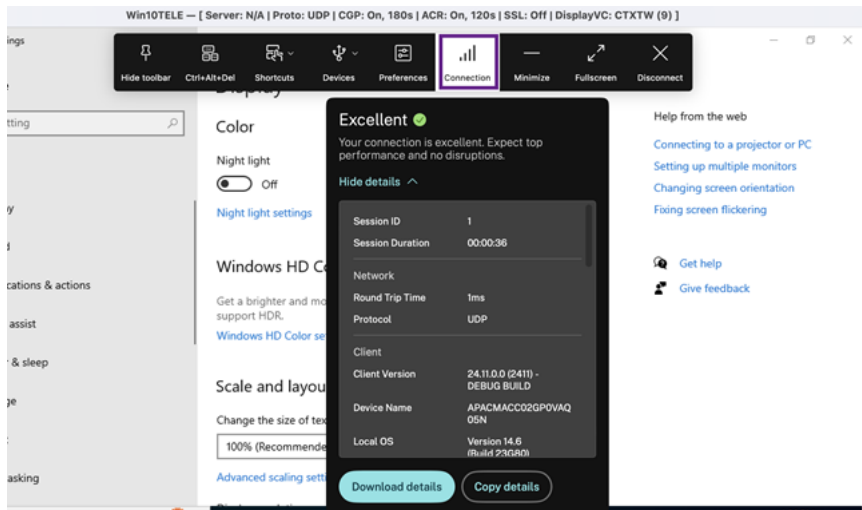 Win10TELE — [ Server: N/A | Proto: UDP | CGP: On, 180s | ACR: On, 120s | SSL: Off | DisplayVC: CTXTW (9) ]
Hide toolbar
Ctrl+Alt+Del
Shortcuts
Devices
Preferences
Connection
Minimize
Fullscreen
Disconnect
ings
tting
ay
d
cations & actions
assist
& sleep
ge
asking
Color
Night light
Off
Night light settings
Windows HD C
Get a brighter and mo
support HDR.
Windows HD Color se
Scale and layou
Change the size of tex
100% (Recommende
Advanced scaling setti
Excellent
Your connection is excellent. Expect top
performance and no disruptions.
Hide details
Session ID 1
Session Duration 00:00:36
Network
Round Trip Time 1ms
Protocol UDP
Client
Client Version 24.11.0.0 (2411) -
DEBUG BUILD
Device Name APACMACC02GP0VAQ
05N
Local OS Version 14.6
(Build 23G80)
Download details
Copy details
Help from the web
Connecting to a projector or PC
Setting up multiple monitors
Changing screen orientation
Fixing screen flickering
Get help
Give feedback